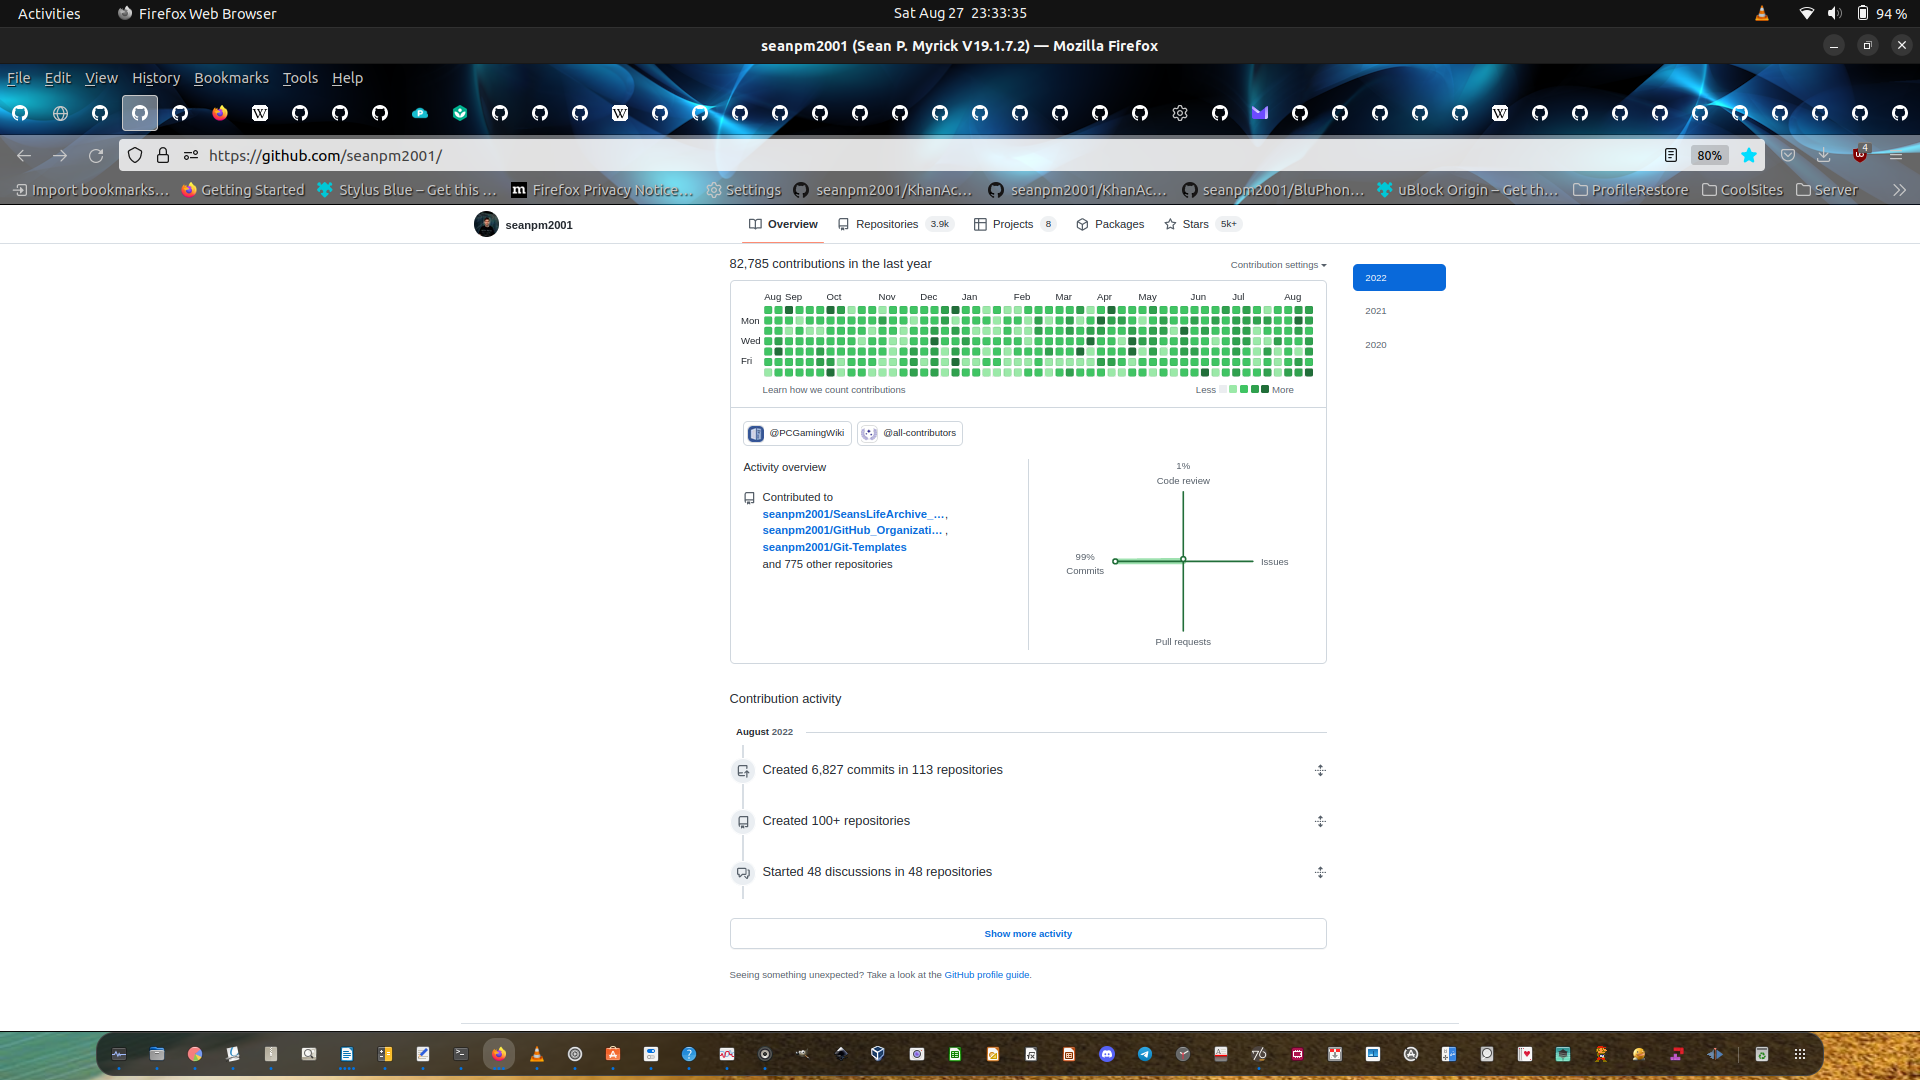 Activities
Firefox Web Browser
Sat Aug 27 23:33:35
94 %
seanpm2001 (Sean P. Myrick V19.1.7.2) — Mozilla Firefox
File Edit View History Bookmarks Tools Help
https://github.com/seanpm2001/
80%
4
Import bookmarks…
Getting Started
Stylus Blue – Get this …
Firefox Privacy Notice…
Settings
seanpm2001/KhanAc…
seanpm2001/KhanAc…
seanpm2001/BluPhon…
uBlock Origin – Get th…
ProfileRestore
CoolSites
Server
seanpm2001
Overview
Repositories 3.9k
Projects 8
Packages
Stars 5k+
82,785 contributions in the last year
Contribution settings
2022
2021
2020
Aug Sep Oct Nov Dec Jan Feb Mar Apr May Jun Jul Aug
Mon
Wed
Fri
Learn how we count contributions
Less More
@PCGamingWiki
@all-contributors
Activity overview
Contributed to
seanpm2001/SeansLifeArchive_…,
seanpm2001/GitHub_Organizati… ,
seanpm2001/Git-Templates
and 775 other repositories
1%
Code review
99%
Commits
Issues
Pull requests
Contribution activity
August 2022
Created 6,827 commits in 113 repositories
Created 100+ repositories
Started 48 discussions in 48 repositories
Show more activity
Seeing something unexpected? Take a look at the GitHub profile guide.